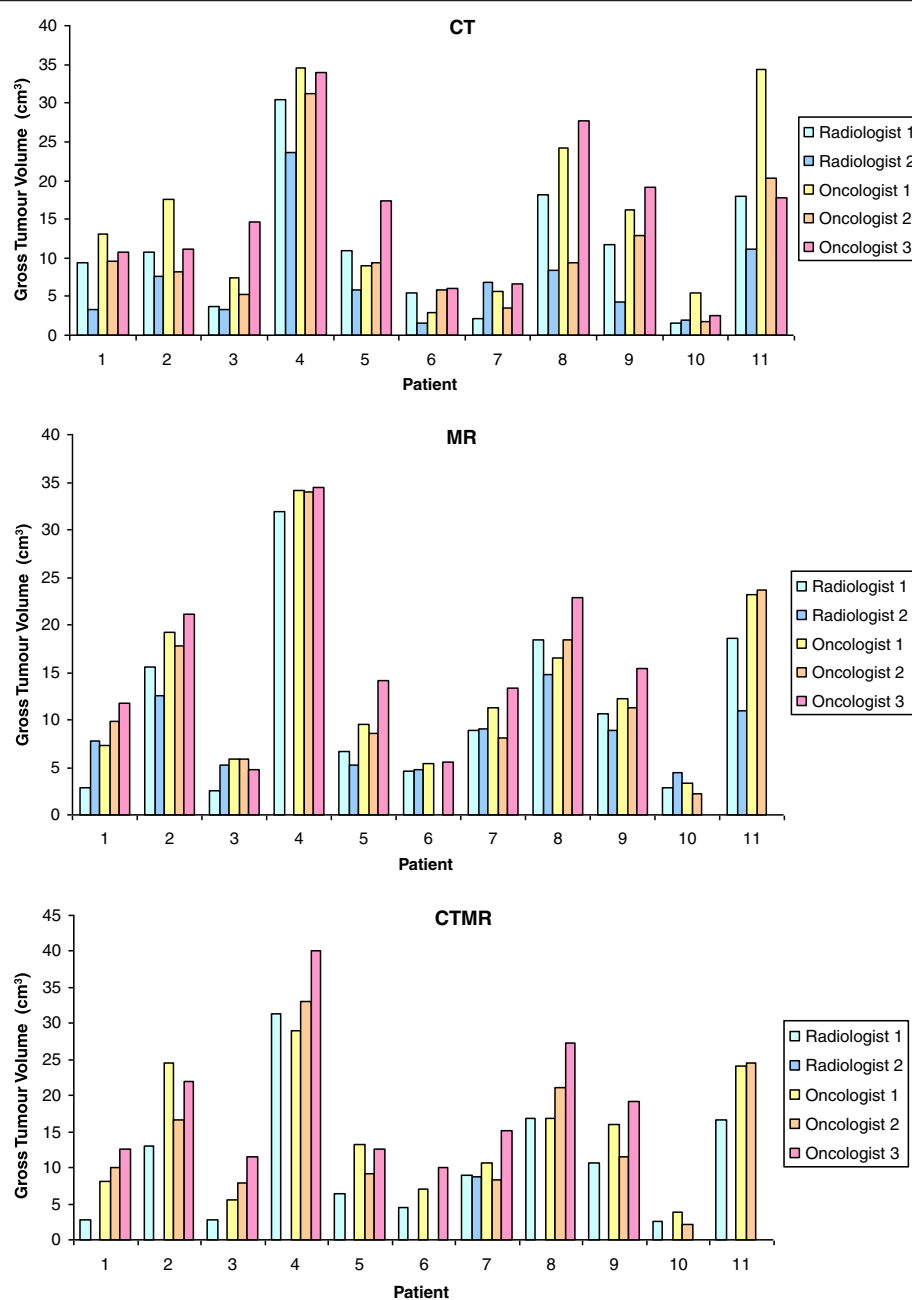 CT
Gross Tumour Volume (cm³)
40
35
30
25
20
15
10
5
0
1 2 3 4 5 6 7 8 9 10 11
Patient
Radiologist 1
Radiologist 2
Oncologist 1
Oncologist 2
Oncologist 3
MR
Gross Tumour Volume (cm³)
40
35
30
25
20
15
10
5
0
1 2 3 4 5 6 7 8 9 10 11
Patient
Radiologist 1
Radiologist 2
Oncologist 1
Oncologist 2
Oncologist 3
CTMR
Gross Tumour Volume (cm³)
45
40
35
30
25
20
15
10
5
0
1 2 3 4 5 6 7 8 9 10 11
Patient
Radiologist 1
Radiologist 2
Oncologist 1
Oncologist 2
Oncologist 3